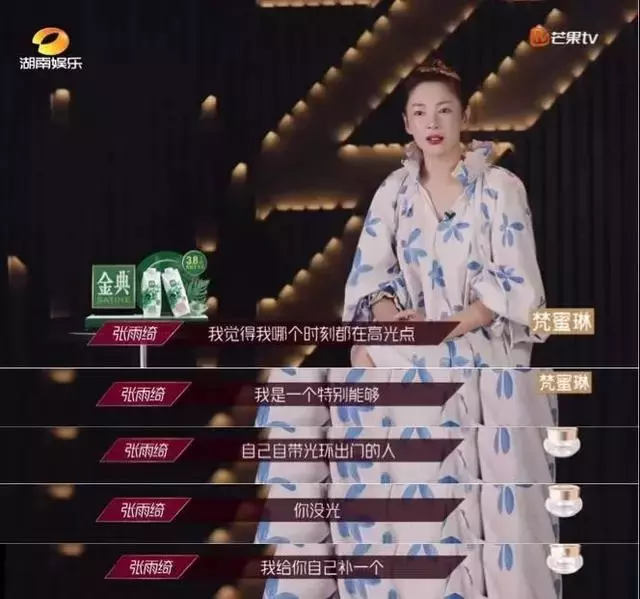 湖南娱乐
芒果tv
金典
SATINE
3.8
张雨绮
我觉得我哪个时刻都在高光点
梵蜜琳
张雨绮
我是一个特别能够
梵蜜琳
张雨绮
自己自带光环出门的人
张雨绮
你没光
张雨绮
我给你自己补一个